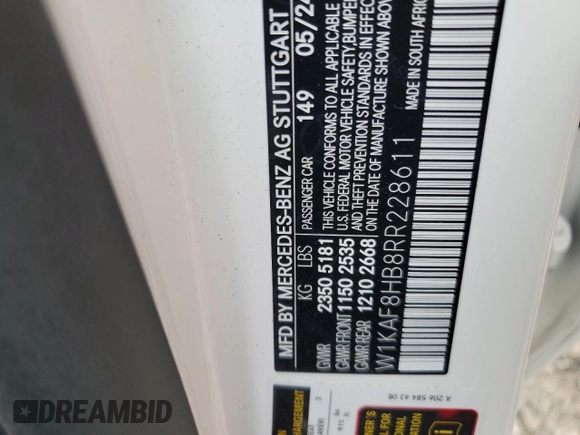 MFD BY MERCEDES-BENZ AG STUTTGART
KG LBS PASSENGER CAR 149 05/24
GVWR 2350 5181 THIS VEHICLE CONFORMS TO ALL APPLICABLE
GAWR FRONT 1150 2535 U.S. FEDERAL MOTOR VEHICLE SAFETY, BUMPER
GAWR REAR 1210 2668 AND THEFT PREVENTION STANDARDS IN EFFECT
ON THE DATE OF MANUFACTURE SHOWN ABOVE
W1KAF8HB8RR228611 MADE IN SOUTH AFRIC
A 206 584 43 08
DREAMBID